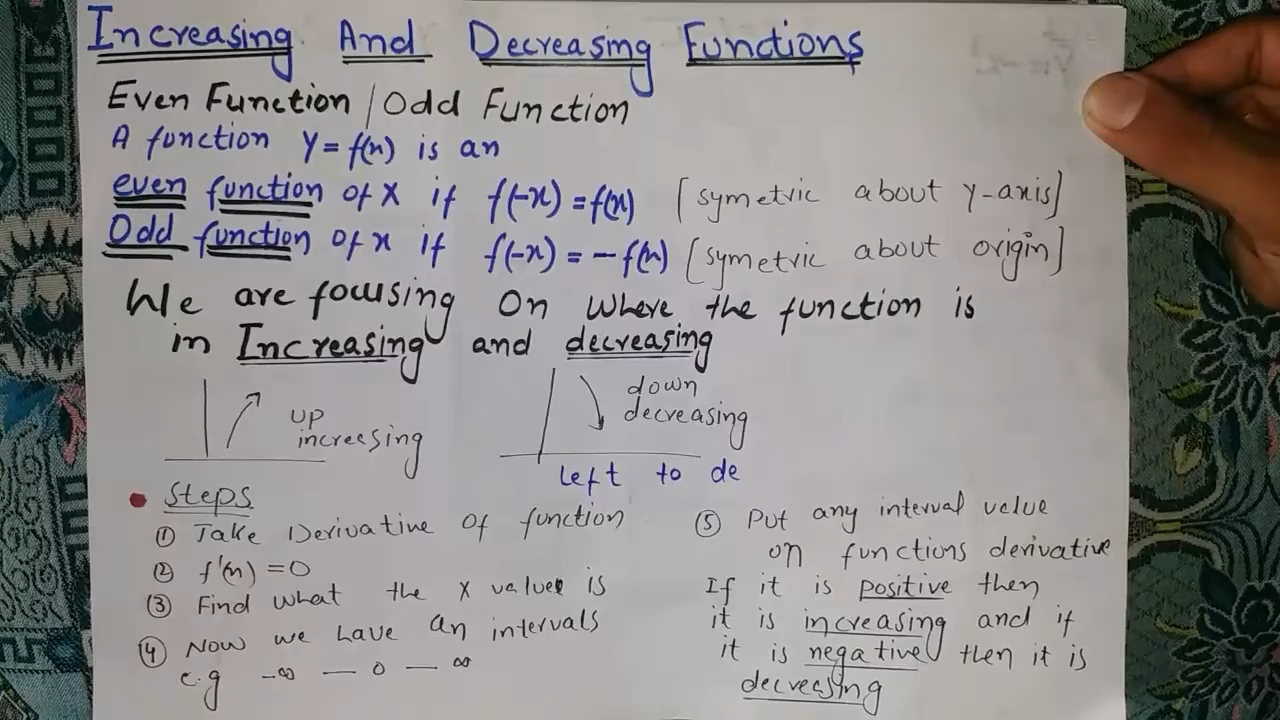 Increasing And Decreasing Functions
Even Function / Odd Function
A function Y = f(x) is an
even function of X if f(-x) = f(x) [symetric about Y-axis]
Odd function of x if f(-x) = -f(x) [symetric about origin]
We are focusing On where the function is
in Increasing and decreasing
UP
increasing
down
decreasing
left to de
• Steps
① Take Derivative of function
② f'(x) = 0
③ Find what the X values is
④ Now we have an intervals
e.g -∞ — 0 — ∞
⑤ Put any interval value
on functions derivative
If it is positive then
it is increasing and if
it is negative then it is
decreasing